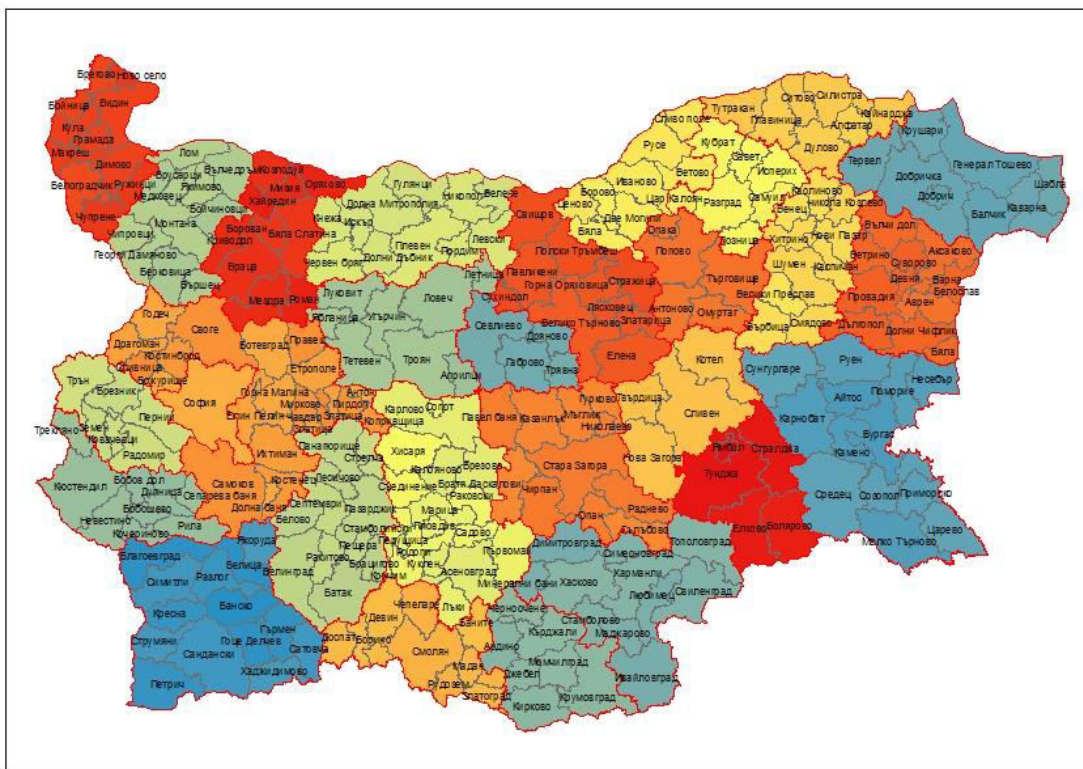 Брегово
Ново село
Бойница
Видин
Кула
Грамада
Макреш
Димово
Белоградчик
Ружинци
Чупрене
Лом
Брусарци
Вълчедръм
Якимово
Медковец
Бойчиновци
Монтана
Чипровци
Георги Дамяново
Берковица
Вършец
Козлодуй
Мизия
Оряхово
Хайредин
Борован
Бяла Слатина
Криводол
Враца
Мездра
Роман
Гулянци
Долна Митрополия
Никопол
Белене
Кнежа
Искър
Плевен
Левски
Пордим
Долни Дъбник
Червен бряг
Летница
Луковит
Ловеч
Ябланица
Угърчин
Тетевен
Троян
Априлци
Свищов
Полски Тръмбеш
Павликени
Горна Оряховица
Стражица
Сухиндол
Лясковец
Велико Търново
Златарица
Елена
Севлиево
Дряново
Габрово
Трявна
Сливо поле
Русе
Иваново
Ветово
Борово
Ценово
Две Могили
Бяла
Тутракан
Ситово
Силистра
Главиница
Кайнарджа
Алфатар
Дулово
Кубрат
Завет
Исперих
Цар Калоян
Разград
Самуил
Лозница
Опака
Попово
Търговище
Антоново
Омуртаг
Каолиново
Никола Козлево
Венец
Хитрино
Нови Пазар
Шумен
Каспичан
Велики Преслав
Смядово
Върбица
Крушари
Тервел
Генерал Тошево
Добричка
Шабла
Добрич
Каварна
Балчик
Вълчи дол
Аксаково
Ветрино
Суворово
Девня
Варна
Белослав
Провадия
Аврен
Дългопол
Долни Чифлик
Бяла
Годеч
Своге
Драгоман
Ботевград
Правец
Костинброд
Сливница
Етрополе
Божурище
София
Горна Малина
Антон
Мирково
Пирдоп
Елин Пелин
Чавдар
Златица
Копривщица
Златица
Ихтиман
Самоков
Костенец
Долна баня
Трън
Брезник
Перник
Земен
Ковачевци
Радомир
Трекляно
Кюстендил
Бобов дол
Дупница
Сапарева баня
Бобошево
Невестино
Рила
Кочериново
Благоевград
Якоруда
Белица
Симитли
Разлог
Банско
Кресна
Гърмен
Струмяни
Гоце Делчев
Сатовча
Сандански
Хаджидимово
Петрич
Панагюрище
Стрелча
Лесичово
Септември
Пазарджик
Белово
Пещера
Велинград
Ракитово
Брацигово
Батак
Карлово
Сопот
Хисаря
Калояново
Брезово
Съединение
Братя Даскалови
Раковски
Марица
Стамболийски
Пловдив
Перущица
Садово
Първомай
Родопи
Кричим
Куклен
Асеновград
Лъки
Чепеларе
Девин
Баните
Доспат
Борино
Смолян
Мадан
Рудозем
Златоград
Павел баня
Казанлък
Мъглиж
Гурково
Николаево
Стара Загора
Чирпан
Раднево
Опан
Гълъбово
Котел
Твърдица
Сливен
Нова Загора
Ямбол
Стралджа
Тунджа
Елхово
Болярово
Сунгурларе
Руен
Несебър
Айтос
Поморие
Карнобат
Бургас
Камено
Средец
Созопол
Приморско
Царево
Малко Търново
Димитровград
Симеоновград
Тополовград
Минерални бани
Хасково
Харманли
Свиленград
Любимец
Стамболово
Маджарово
Ивайловград
Черноочене
Кърджали
Ардино
Момчилград
Джебел
Кирково
Крумовград